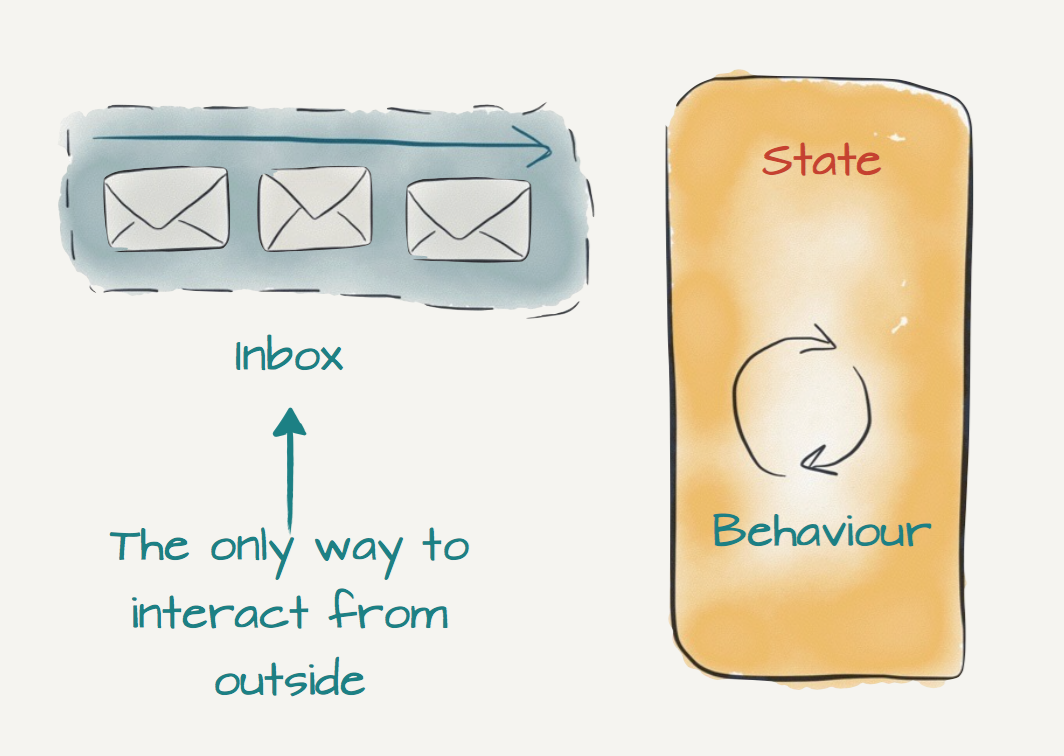 State
Inbox
Behaviour
The only way to
interact from
outside